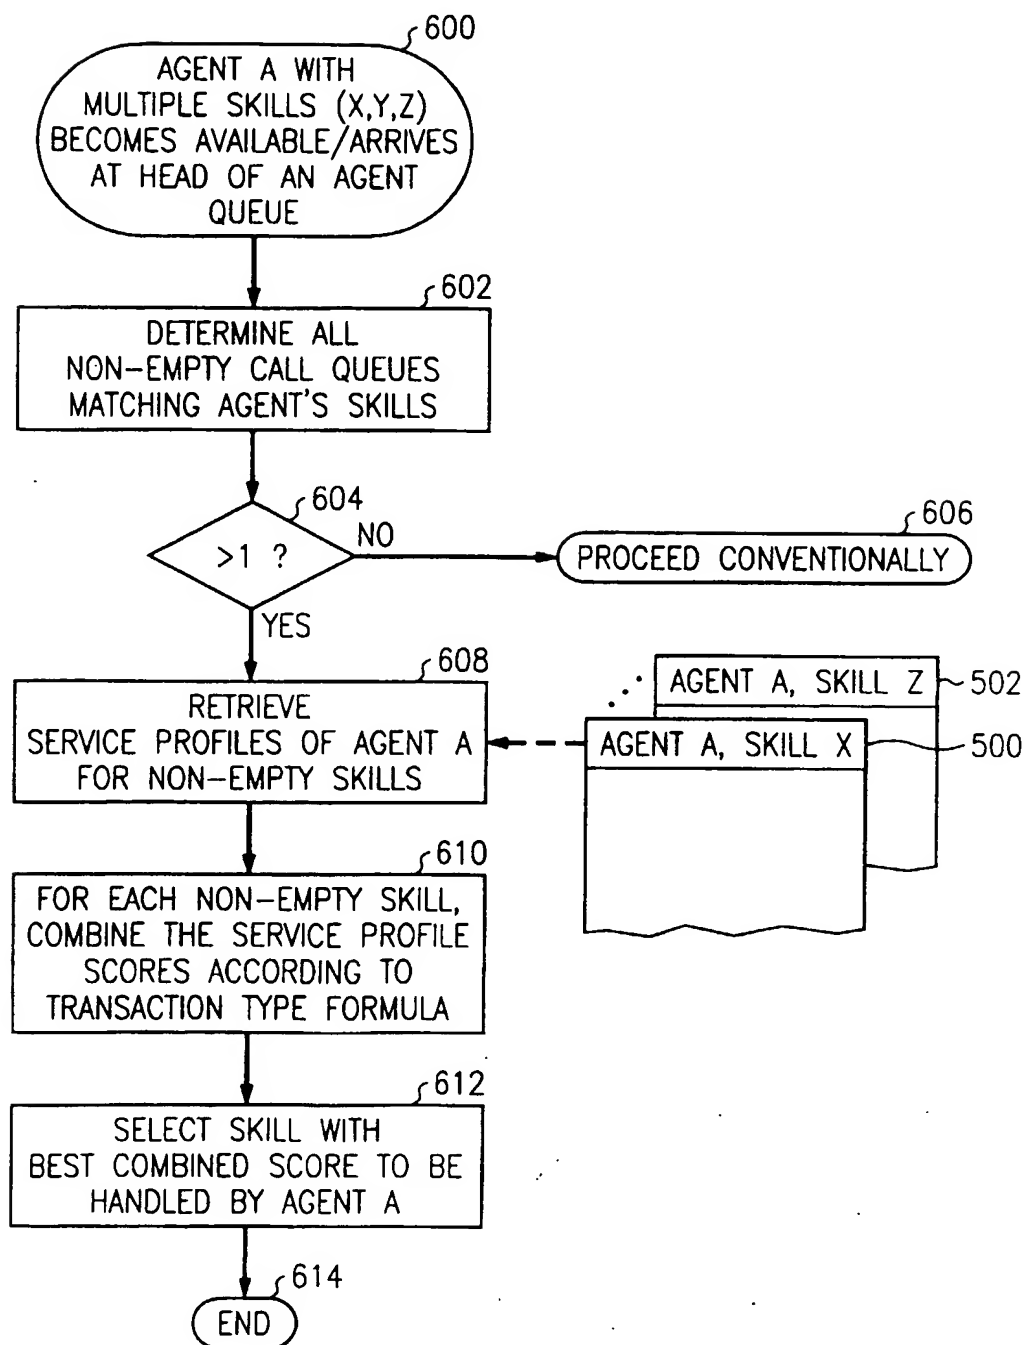 600
AGENT A WITH
MULTIPLE SKILLS (X,Y,Z)
BECOMES AVAILABLE/ARRIVES
AT HEAD OF AN AGENT
QUEUE
602
DETERMINE ALL
NON-EMPTY CALL QUEUES
MATCHING AGENT'S SKILLS
604
>1 ?
NO
606
PROCEED CONVENTIONALLY
YES
608
RETRIEVE
SERVICE PROFILES OF AGENT A
FOR NON-EMPTY SKILLS
AGENT A, SKILL Z
502
AGENT A, SKILL X
500
610
FOR EACH NON-EMPTY SKILL,
COMBINE THE SERVICE PROFILE
SCORES ACCORDING TO
TRANSACTION TYPE FORMULA
612
SELECT SKILL WITH
BEST COMBINED SCORE TO BE
HANDLED BY AGENT A
614
END